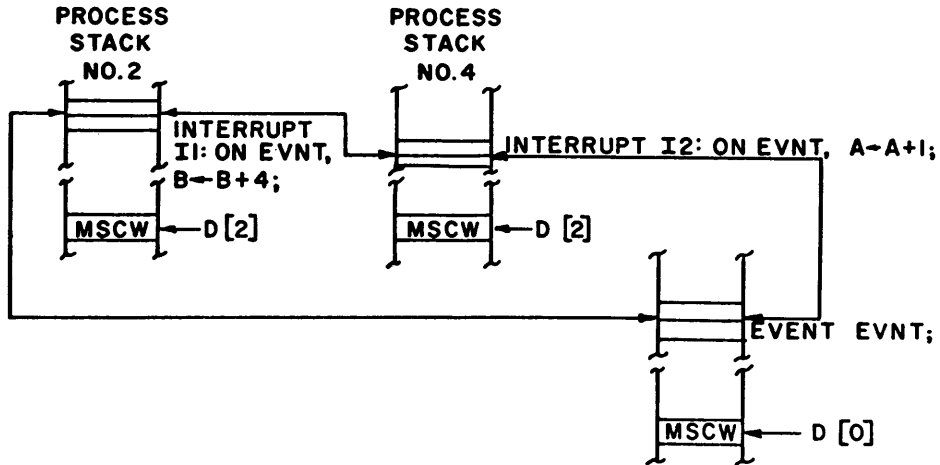 PROCESS
STACK
NO.2
PROCESS
STACK
NO.4
INTERRUPT
I1: ON EVNT,
B←B+4;
INTERRUPT I2: ON EVNT, A←A+1;
MSCW
D [2]
MSCW
D [2]
EVENT EVNT;
MSCW
D [0]